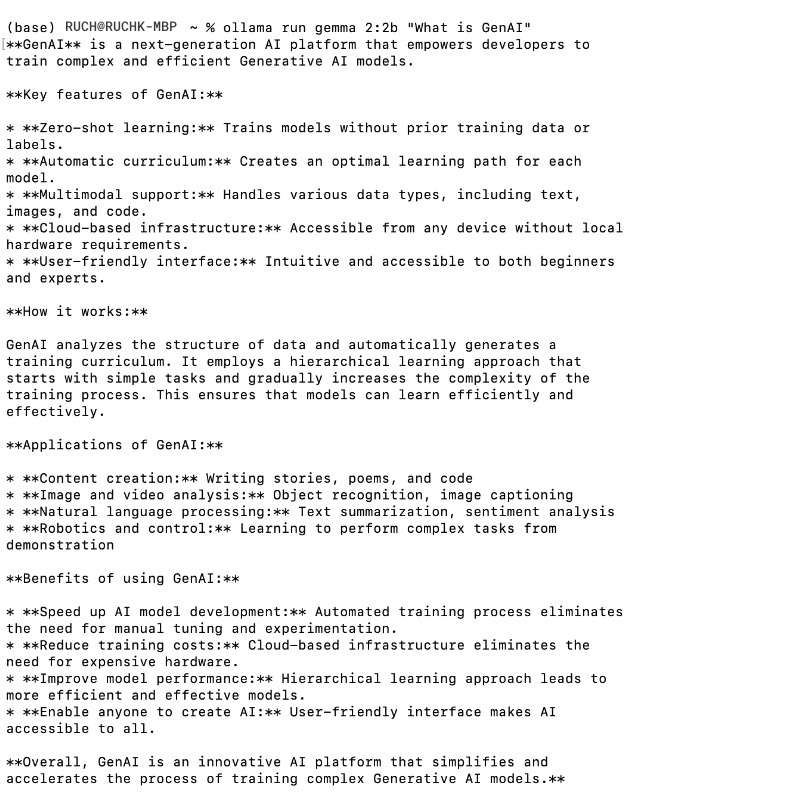 (base) RUCH@RUCHK-MBP ~ % ollama run gemma 2:2b "What is GenAI"
**GenAI** is a next-generation AI platform that empowers developers to
train complex and efficient Generative AI models.
**Key features of GenAI:**
* **Zero-shot learning:** Trains models without prior training data or
labels.
* **Automatic curriculum:** Creates an optimal learning path for each
model.
* **Multimodal support:** Handles various data types, including text,
images, and code.
* **Cloud-based infrastructure:** Accessible from any device without local
hardware requirements.
* **User-friendly interface:** Intuitive and accessible to both beginners
and experts.
**How it works:**
GenAI analyzes the structure of data and automatically generates a
training curriculum. It employs a hierarchical learning approach that
starts with simple tasks and gradually increases the complexity of the
training process. This ensures that models can learn efficiently and
effectively.
**Applications of GenAI:**
* **Content creation:** Writing stories, poems, and code
* **Image and video analysis:** Object recognition, image captioning
* **Natural language processing:** Text summarization, sentiment analysis
* **Robotics and control:** Learning to perform complex tasks from
demonstration
**Benefits of using GenAI:**
* **Speed up AI model development:** Automated training process eliminates
the need for manual tuning and experimentation.
* **Reduce training costs:** Cloud-based infrastructure eliminates the
need for expensive hardware.
* **Improve model performance:** Hierarchical learning approach leads to
more efficient and effective models.
* **Enable anyone to create AI:** User-friendly interface makes AI
accessible to all.
**Overall, GenAI is an innovative AI platform that simplifies and
accelerates the process of training complex Generative AI models.**